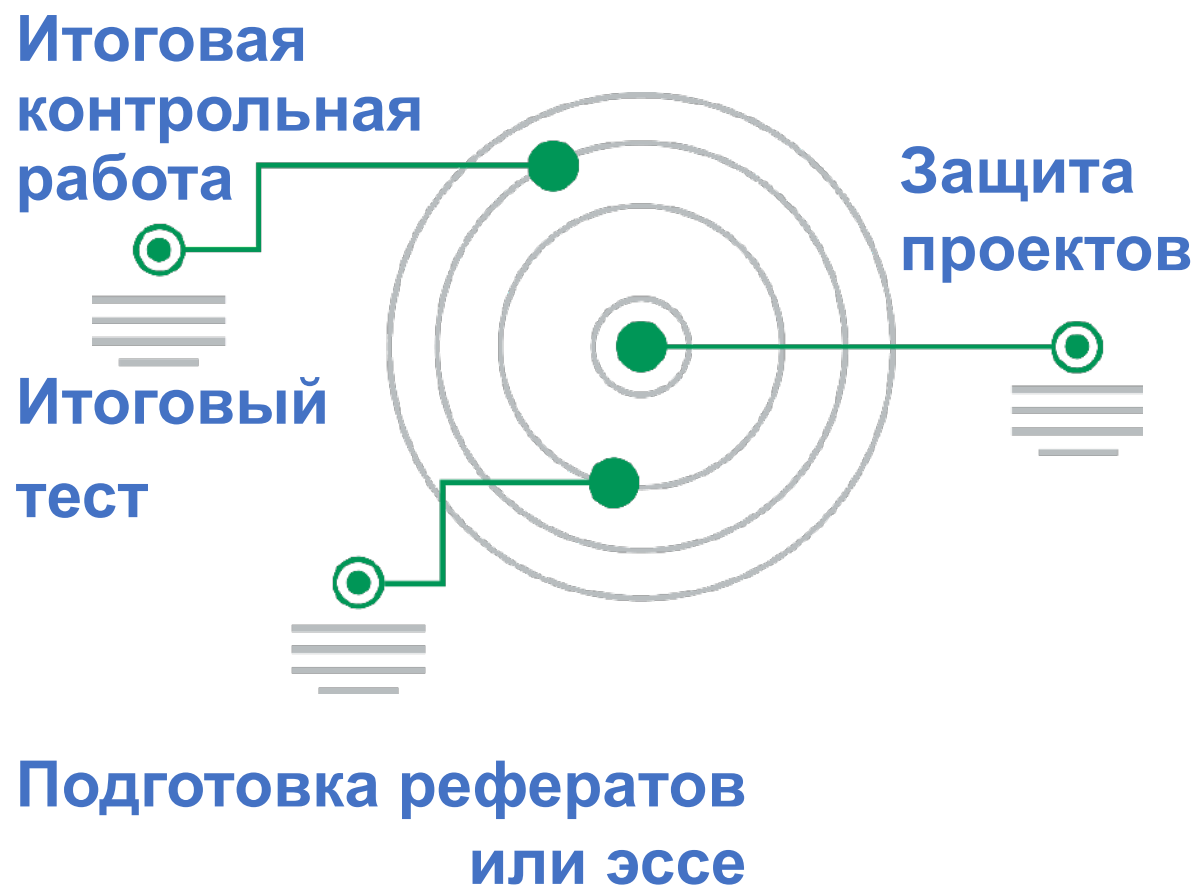 Итоговая
контрольная
работа
Защита
проектов
Итоговый
тест
Подготовка рефератов
или эссе